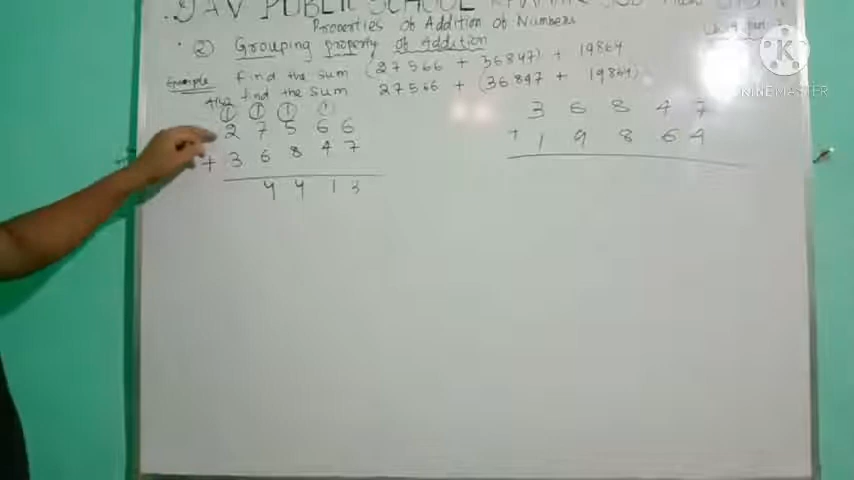 DAV PUBLIC SCHOOL
Properties of Addition of Numbers
② Grouping property of Addition
Example find the sum (27566 + 36847) + 19864
Also find the sum 27566 + (36847 + 19864)
1 1 1 1
2 7 5 6 6
+ 3 6 8 4 7
4 4 1 3
3 6 8 4 7
+ 1 9 8 6 4
KINEMASTER